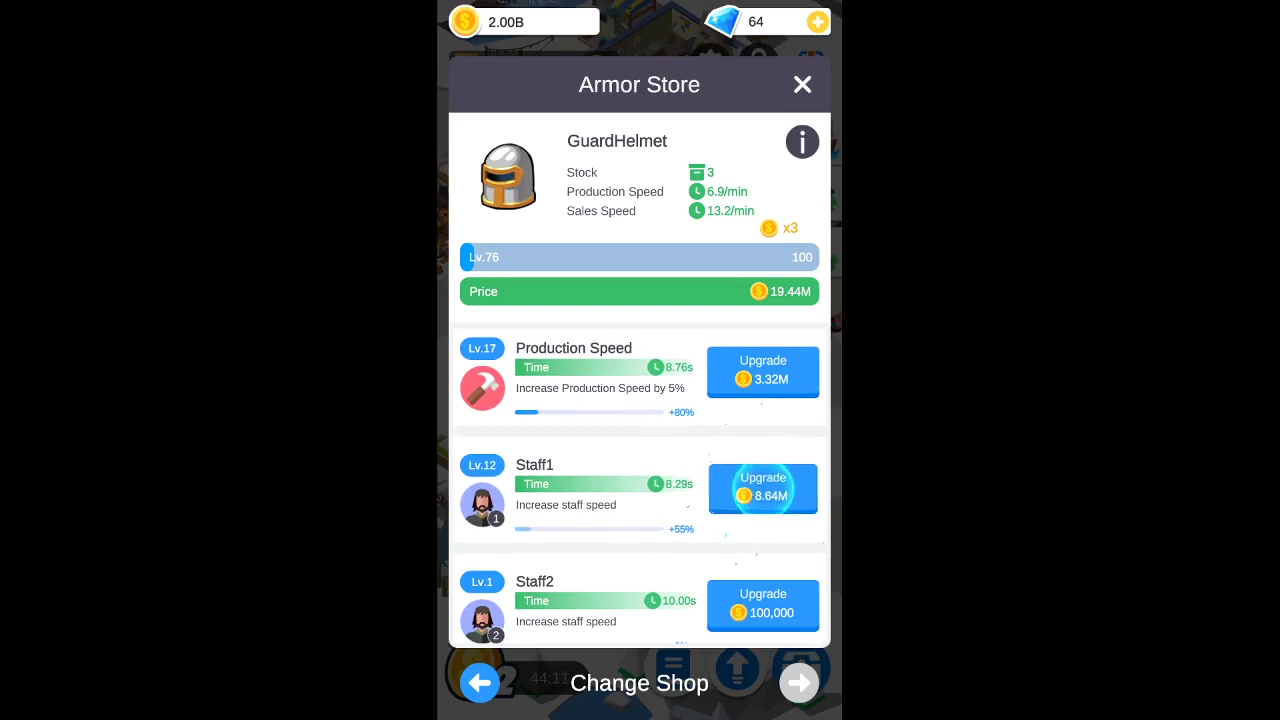 2.00B
64
Armor Store
GuardHelmet
Stock 3
Production Speed 6.9/min
Sales Speed 13.2/min
x3
Lv.76 100
Price 19.44M
Lv.17 Production Speed
Time 8.76s
Increase Production Speed by 5%
+80%
Upgrade
3.32M
Lv.12 Staff1
Time 8.29s
Increase staff speed
1
+55%
Upgrade
8.64M
Lv.1 Staff2
Time 10.00s
Increase staff speed
2
Upgrade
100,000
2
44:11
Change Shop